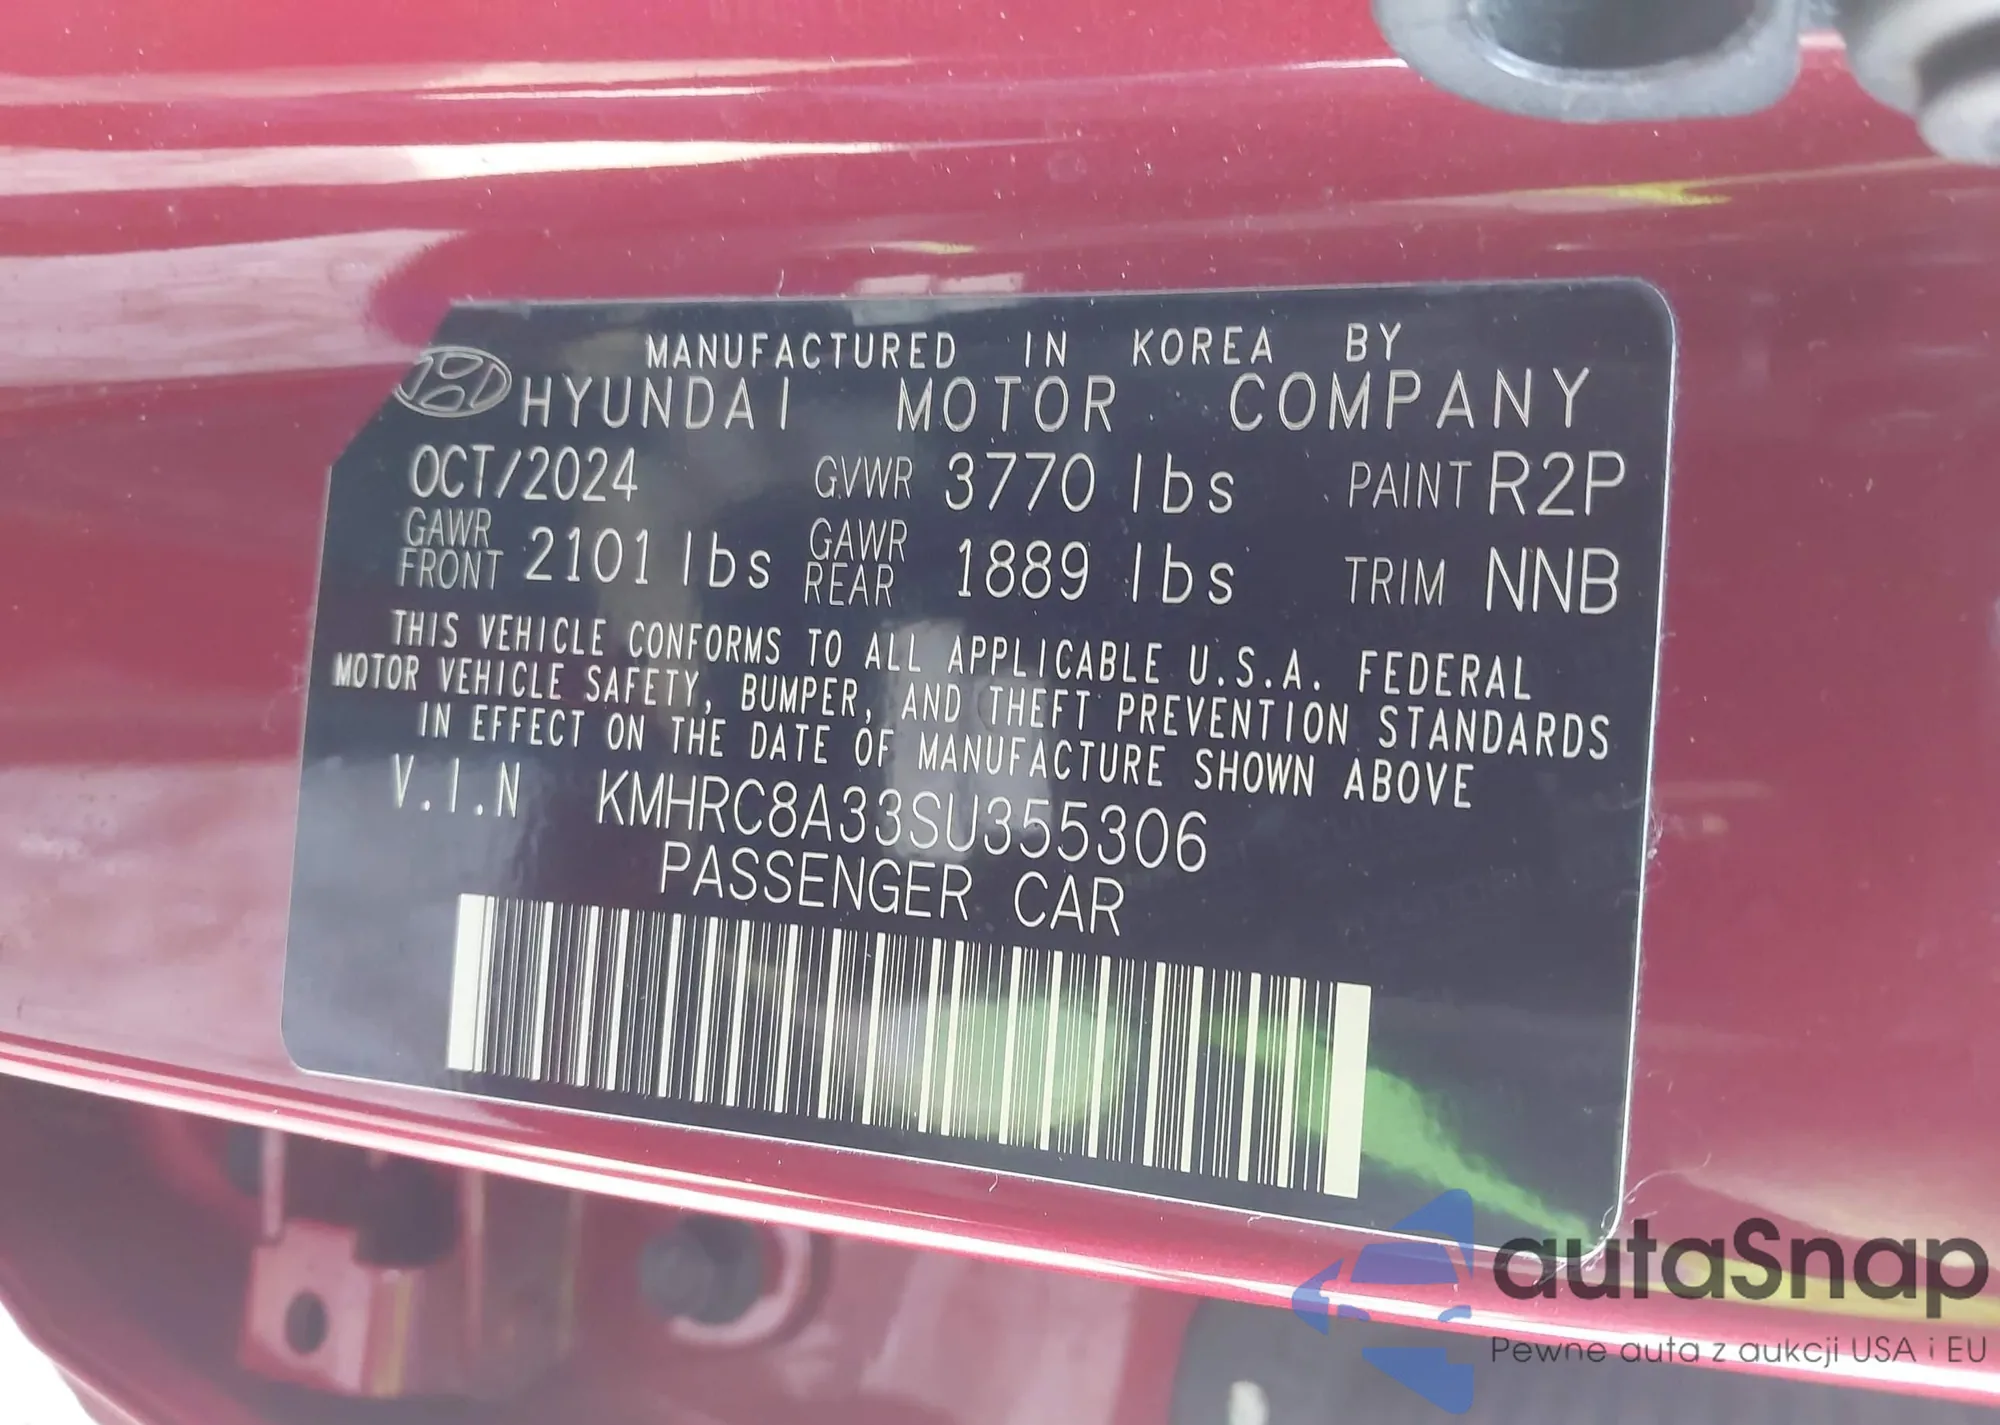 MANUFACTURED IN KOREA BY
HYUNDAI MOTOR COMPANY
OCT/2024 GVWR 3770 lbs PAINT R2P
GAWR FRONT 2101 lbs GAWR REAR 1889 lbs TRIM NNB
THIS VEHICLE CONFORMS TO ALL APPLICABLE U.S.A. FEDERAL
MOTOR VEHICLE SAFETY, BUMPER, AND THEFT PREVENTION STANDARDS
IN EFFECT ON THE DATE OF MANUFACTURE SHOWN ABOVE
V.I.N KMHRC8A33SU355306
PASSENGER CAR
autaSnap
Pewne auta z aukcji USA i EU